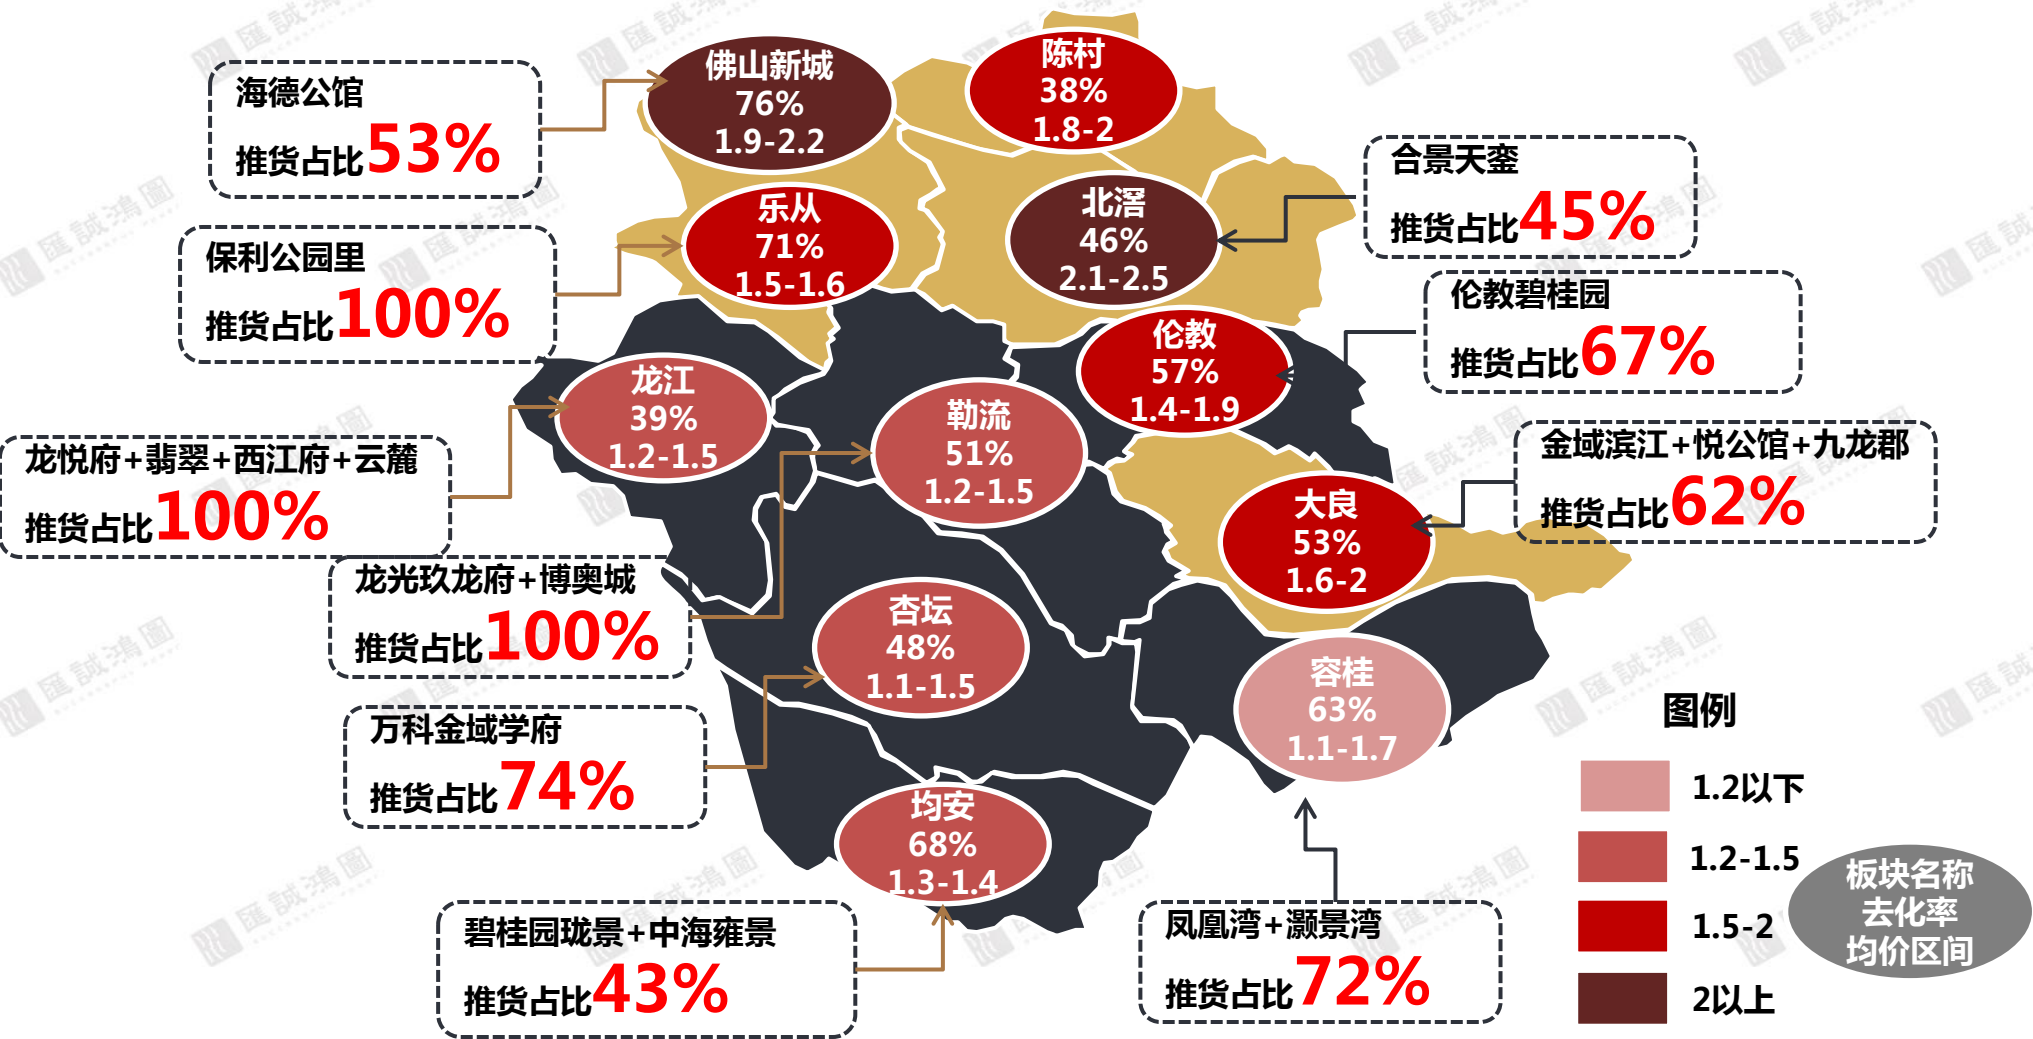 佛山新城
76%
1.9-2.2
陈村
38%
1.8-2
海德公馆
推货占比53%
合景天銮
推货占比45%
乐从
71%
1.5-1.6
北滘
46%
2.1-2.5
保利公园里
推货占比100%
伦教碧桂园
推货占比67%
伦教
57%
1.4-1.9
龙江
39%
1.2-1.5
勒流
51%
1.2-1.5
龙悦府+翡翠+西江府+云麓
推货占比100%
金域滨江+悦公馆+九龙郡
推货占比62%
大良
53%
1.6-2
龙光玖龙府+博奥城
推货占比100%
杏坛
48%
1.1-1.5
容桂
63%
1.1-1.7
万科金域学府
推货占比74%
均安
68%
1.3-1.4
碧桂园珑景+中海雍景
推货占比43%
凤凰湾+灏景湾
推货占比72%
图例
1.2以下
1.2-1.5
1.5-2
2以上
板块名称
去化率
均价区间
匯誠鴻圖